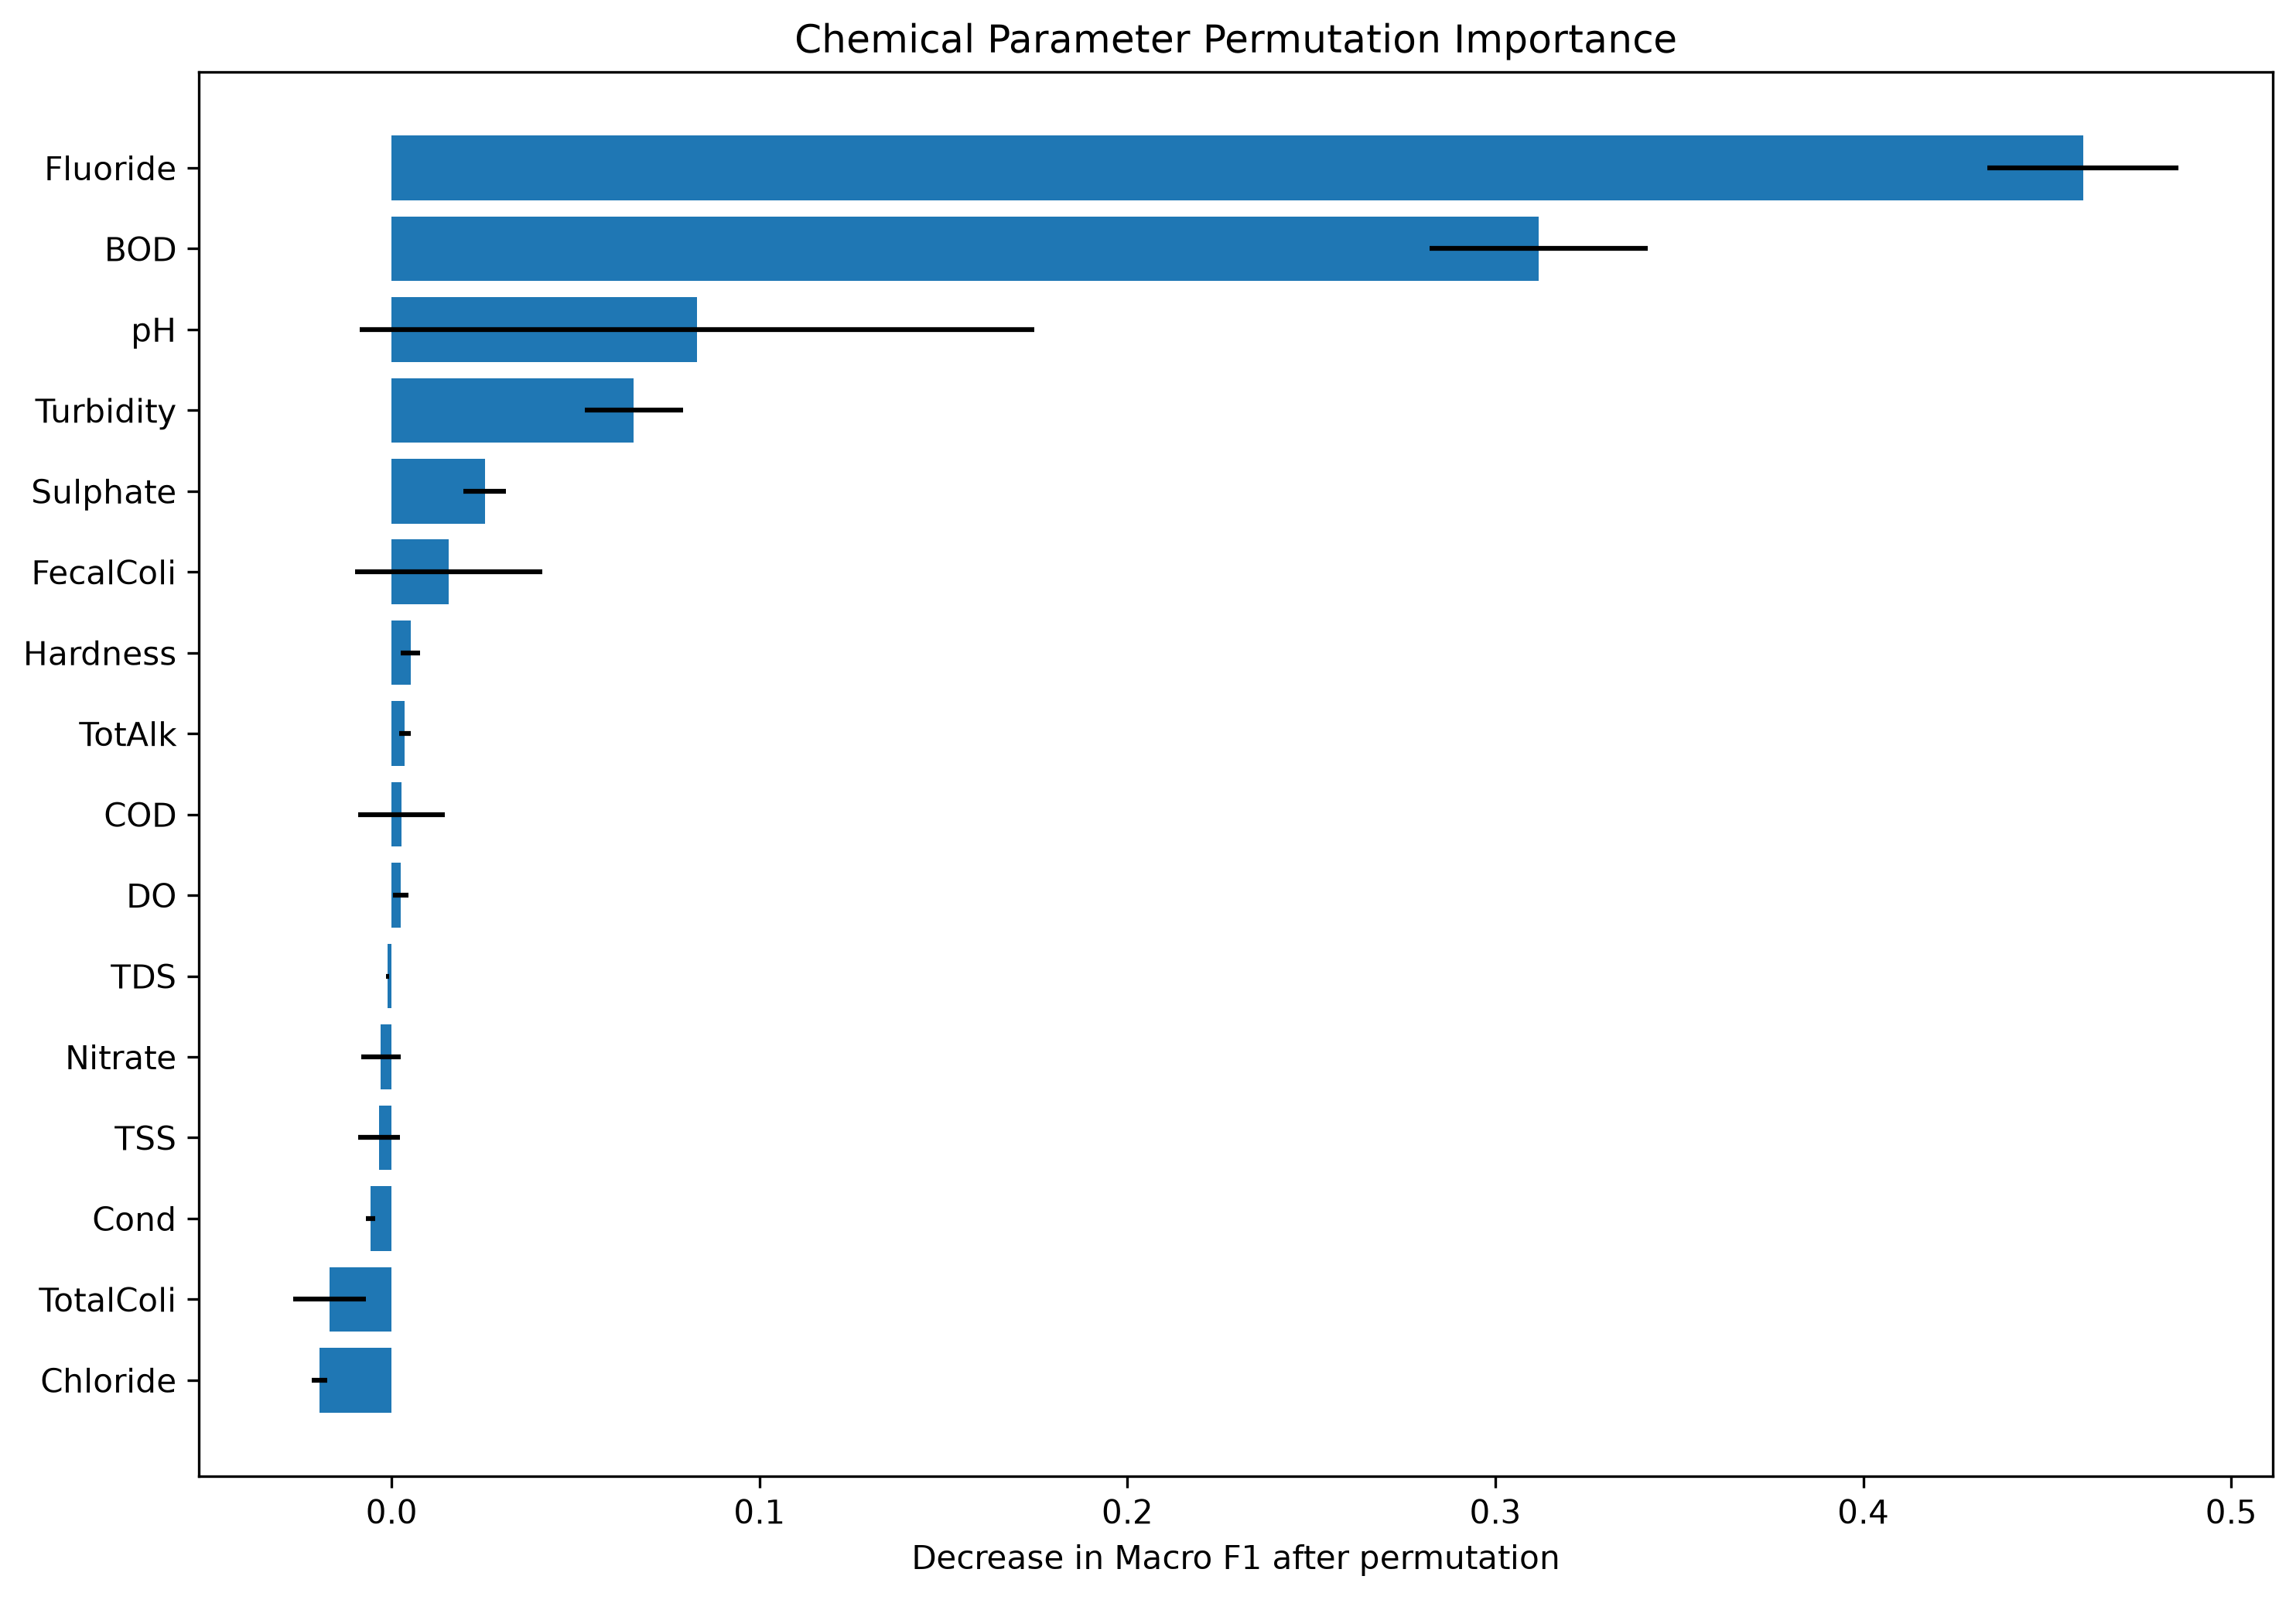 Chemical Parameter Permutation Importance
Fluoride
BOD
pH
Turbidity
Sulphate
FecalColi
Hardness
TotAlk
COD
DO
TDS
Nitrate
TSS
Cond
TotalColi
Chloride
0.0 0.1 0.2 0.3 0.4 0.5
Decrease in Macro F1 after permutation